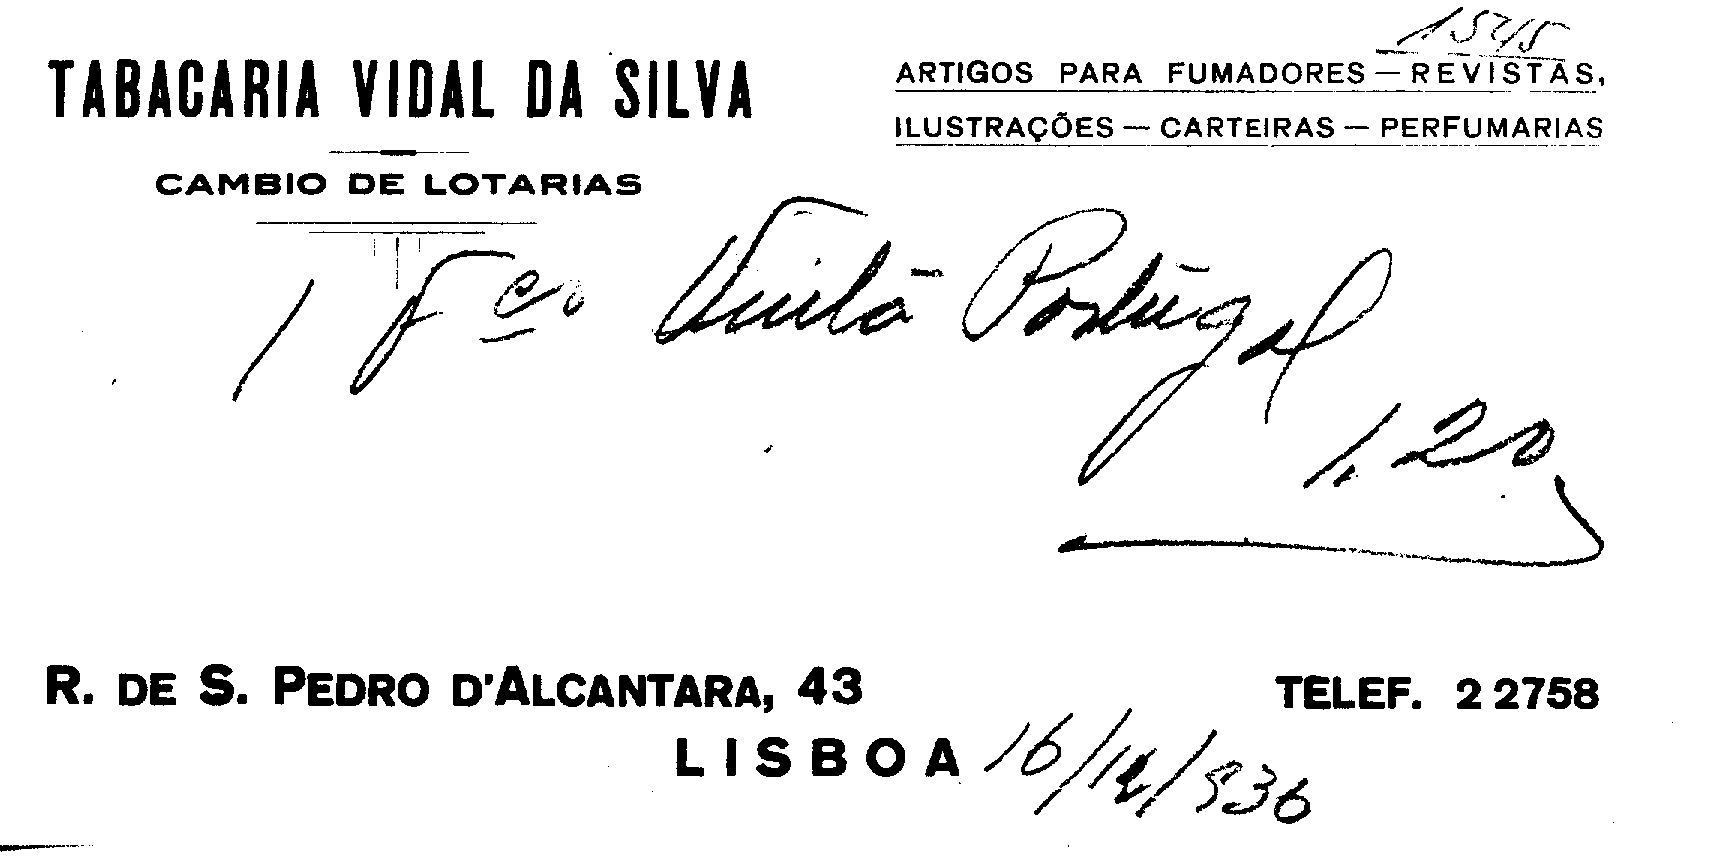 1545
TABACARIA VIDAL DA SILVA
CAMBIO DE LOTARIAS
ARTIGOS PARA FUMADORES — REVISTAS,
ILUSTRAÇÕES — CARTEIRAS — PERFUMARIAS
1 Fco Portugal
1,20
R. DE S. PEDRO D'ALCANTARA, 43
TELEF. 2 2758
LISBOA 16/12/936